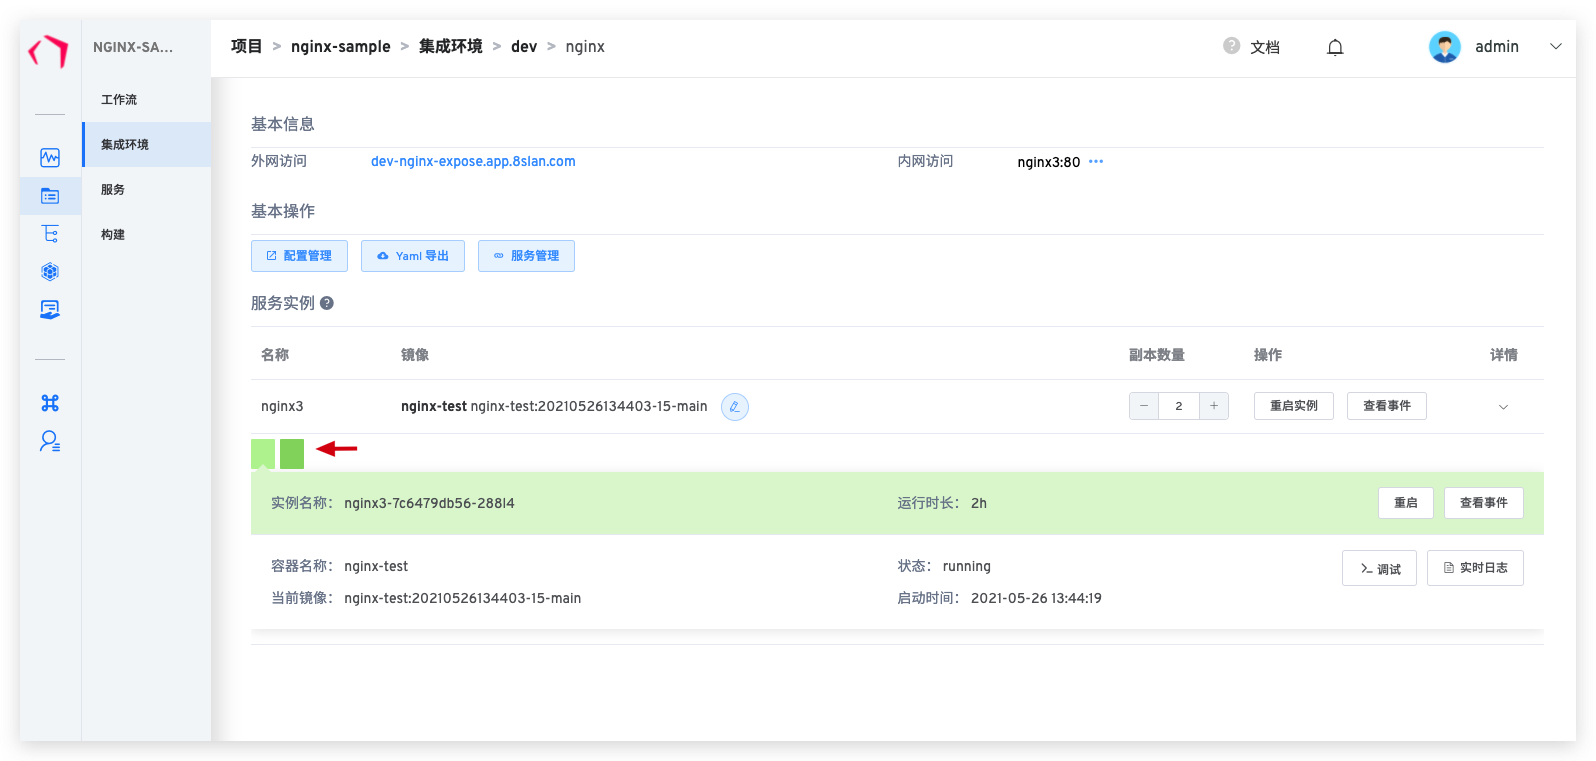 NGINX-SA...
工作流
集成环境
服务
构建
项目 > nginx-sample > 集成环境 > dev > nginx
? 文档
admin
基本信息
外网访问 dev-nginx-expose.app.8slan.com 内网访问 nginx3:80 ···
基本操作
配置管理 Yaml 导出 服务管理
服务实例 ?
名称 镜像 副本数量 操作 详情
nginx3 nginx-test nginx-test:20210526134403-15-main − 2 + 重启实例 查看事件
实例名称： nginx3-7c6479db56-288l4 运行时长： 2h 重启 查看事件
容器名称： nginx-test 状态： running >_ 调试 实时日志
当前镜像： nginx-test:20210526134403-15-main 启动时间： 2021-05-26 13:44:19